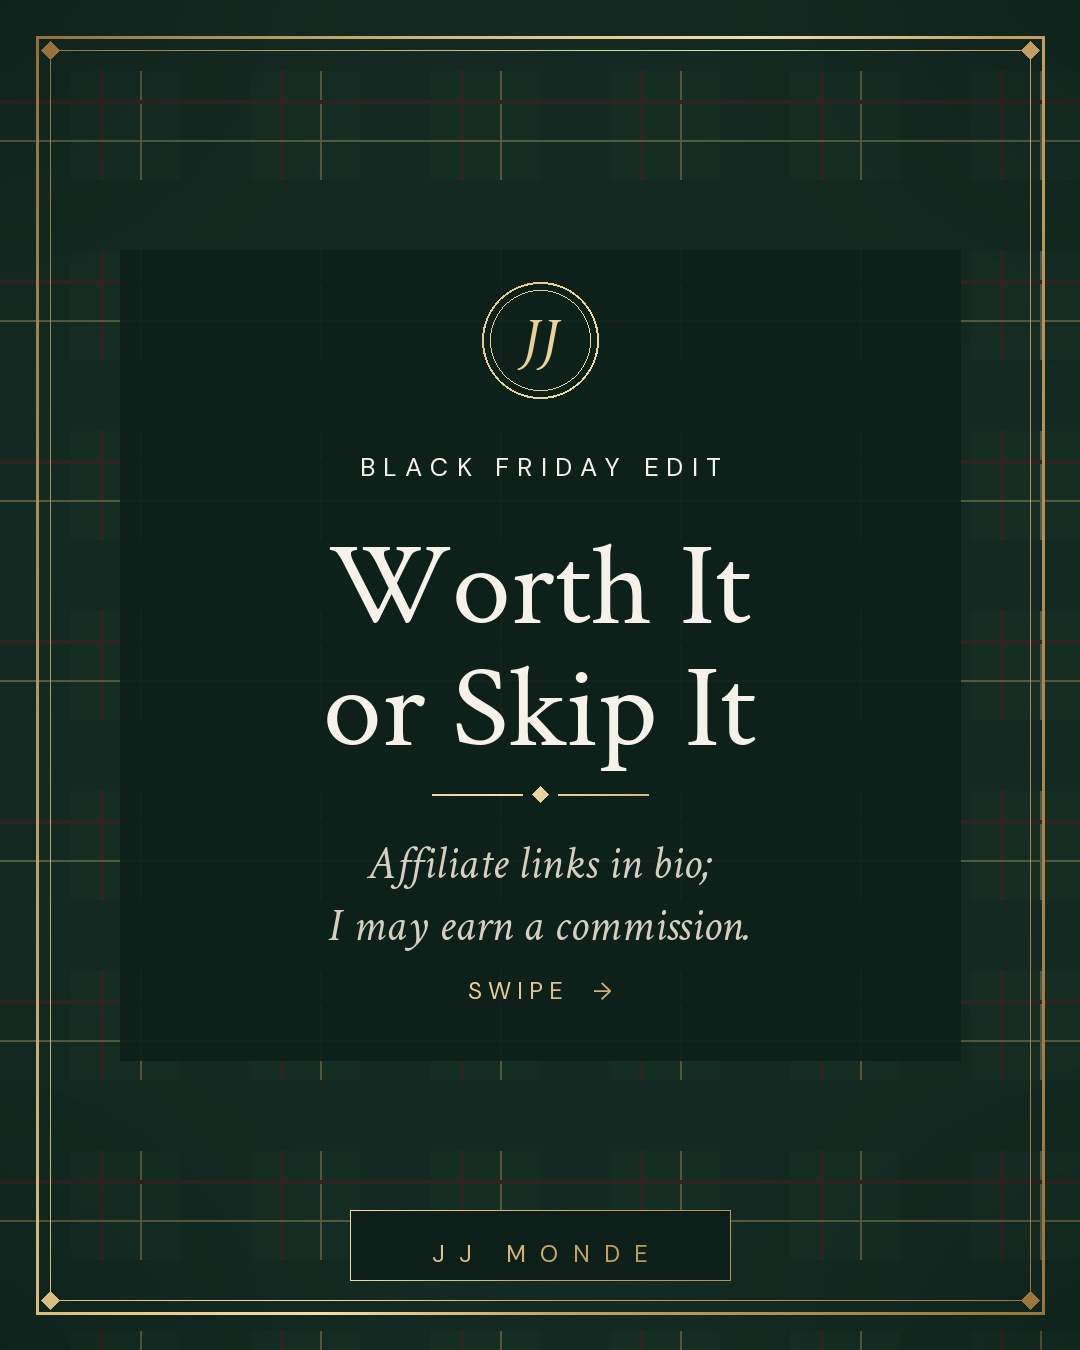 JJ
BLACK FRIDAY EDIT
Worth It
or Skip It
Affiliate links in bio;
I may earn a commission.
SWIPE →
JJ MONDE